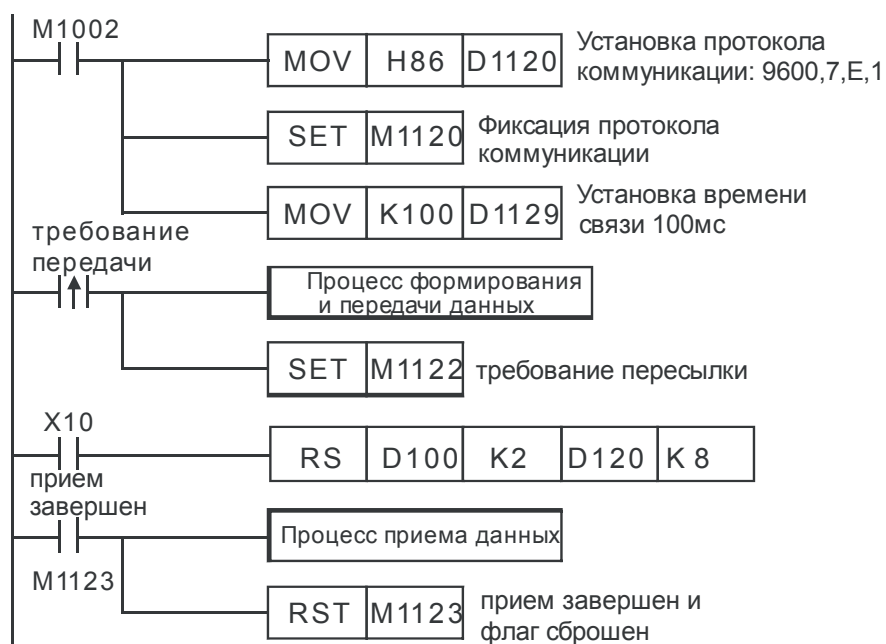 M1002
MOV H86 D1120
Установка протокола
коммуникации: 9600,7,E,1
SET M1120
Фиксация протокола
коммуникации
MOV K100 D1129
Установка времени
связи 100мс
требование
передачи
Процесс формирования
и передачи данных
SET M1122
требование пересылки
X10
RS D100 K2 D120 K 8
прием
завершен
Процесс приема данных
M1123
RST M1123
прием завершен и
флаг сброшен